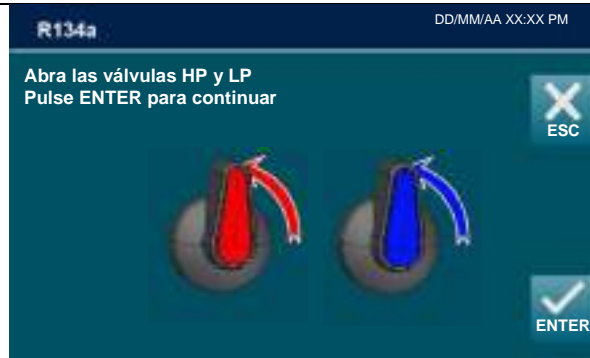 R134a
DD/MM/AA XX:XX PM
Abra las válvulas HP y LP
Pulse ENTER para continuar
ESC
ENTER